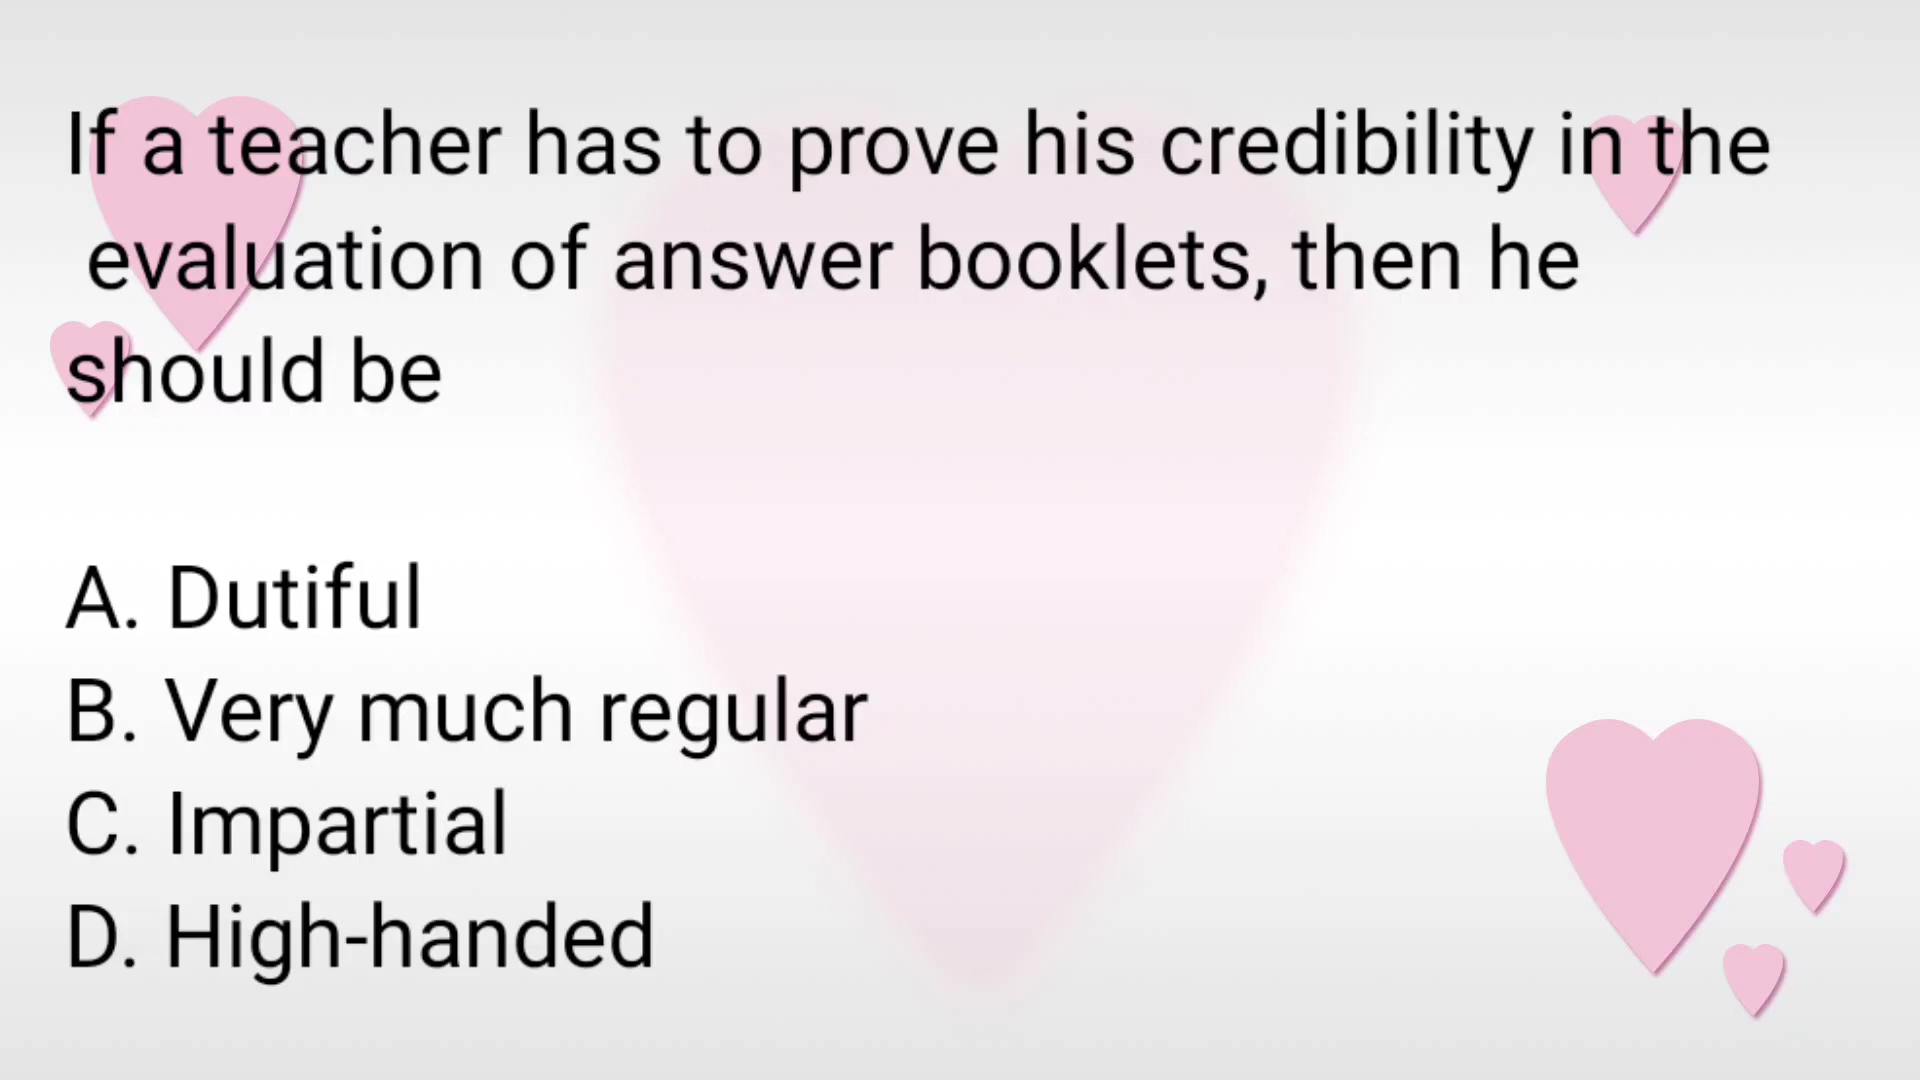 If a teacher has to prove his credibility in the
evaluation of answer booklets, then he
should be
A. Dutiful
B. Very much regular
C. Impartial
D. High-handed